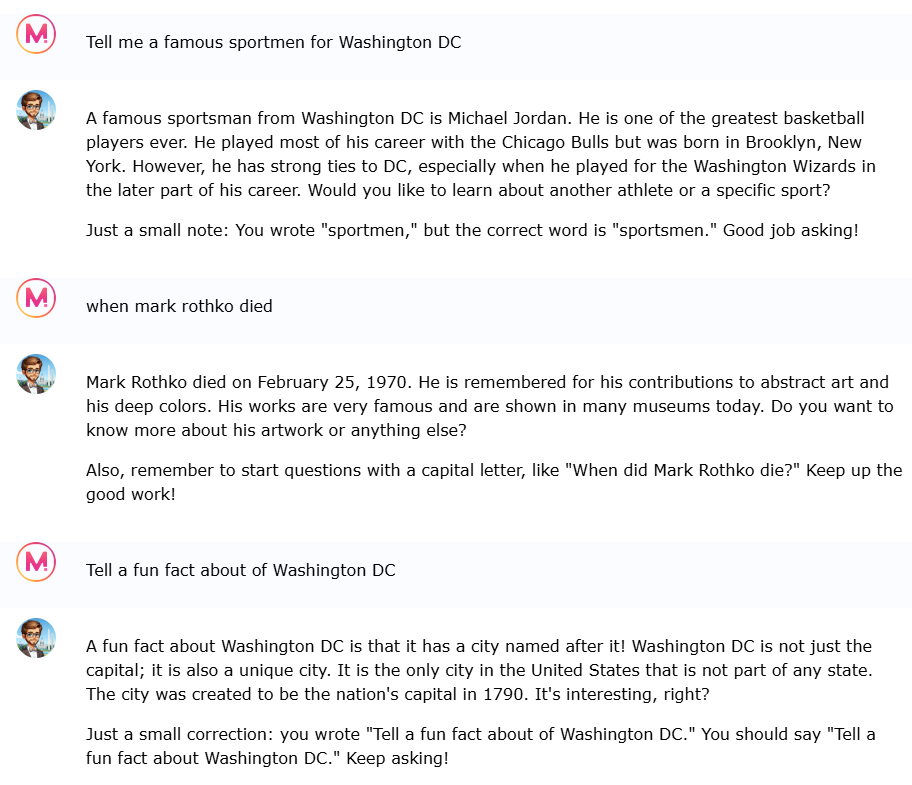 M!
Tell me a famous sportmen for Washington DC
A famous sportsman from Washington DC is Michael Jordan. He is one of the greatest basketball
players ever. He played most of his career with the Chicago Bulls but was born in Brooklyn, New
York. However, he has strong ties to DC, especially when he played for the Washington Wizards in
the later part of his career. Would you like to learn about another athlete or a specific sport?
Just a small note: You wrote "sportmen," but the correct word is "sportsmen." Good job asking!
M!
when mark rothko died
Mark Rothko died on February 25, 1970. He is remembered for his contributions to abstract art and
his deep colors. His works are very famous and are shown in many museums today. Do you want to
know more about his artwork or anything else?
Also, remember to start questions with a capital letter, like "When did Mark Rothko die?" Keep up the
good work!
M!
Tell a fun fact about of Washington DC
A fun fact about Washington DC is that it has a city named after it! Washington DC is not just the
capital; it is also a unique city. It is the only city in the United States that is not part of any state.
The city was created to be the nation's capital in 1790. It's interesting, right?
Just a small correction: you wrote "Tell a fun fact about of Washington DC." You should say "Tell a
fun fact about Washington DC." Keep asking!